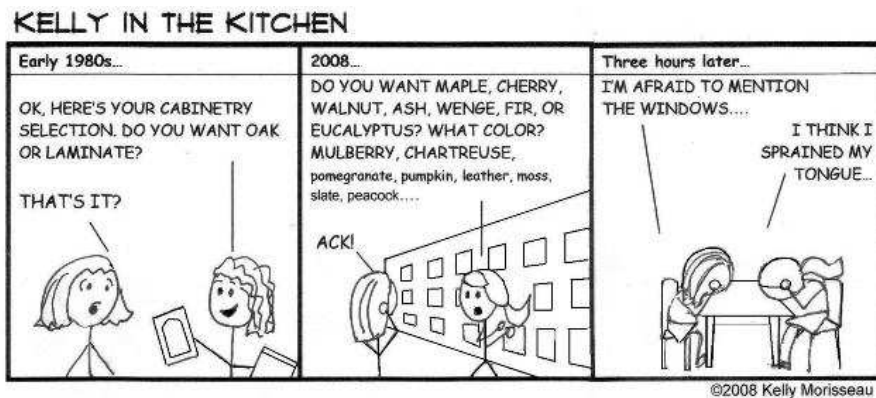 KELLY IN THE KITCHEN
Early 1980s...
OK, HERE'S YOUR CABINETRY
SELECTION. DO YOU WANT OAK
OR LAMINATE?
THAT'S IT?
2008...
DO YOU WANT MAPLE, CHERRY,
WALNUT, ASH, WENGE, FIR, OR
EUCALYPTUS? WHAT COLOR?
MULBERRY, CHARTREUSE,
pomegranate, pumpkin, leather, moss,
slate, peacock....
ACK!
Three hours later...
I'M AFRAID TO MENTION
THE WINDOWS....
I THINK I
SPRAINED MY
TONGUE...
©2008 Kelly Morisseau